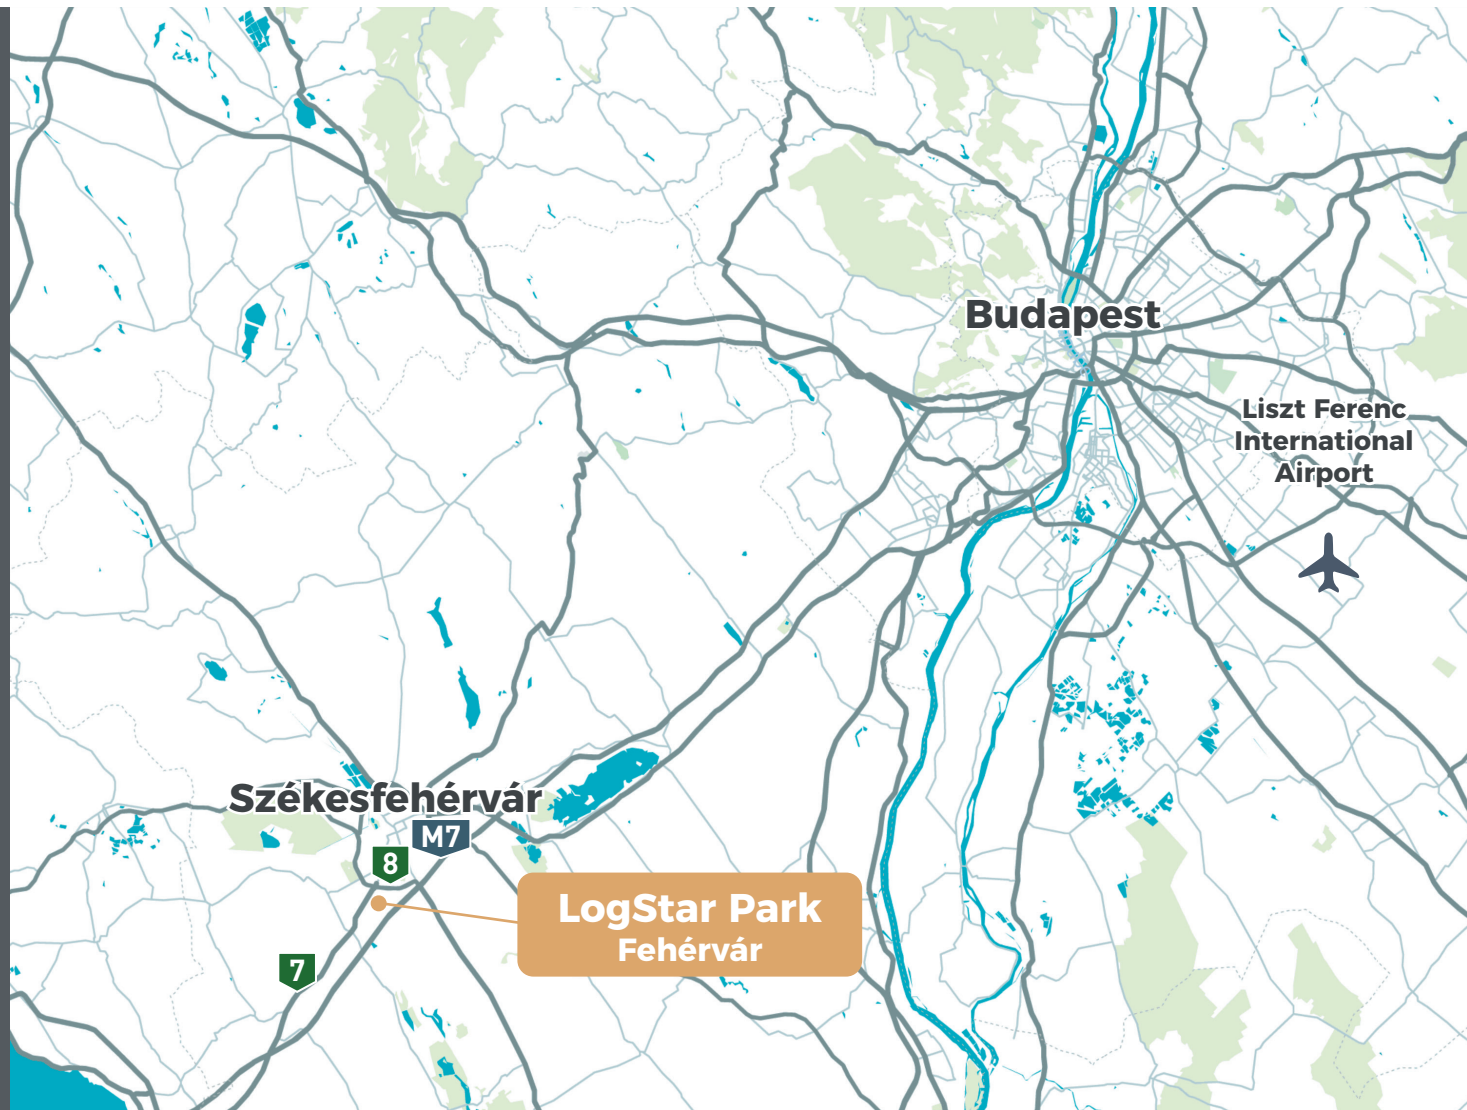 Budapest
Liszt Ferenc
International
Airport
Székesfehérvár
M7
8
LogStar Park
Fehérvár
7